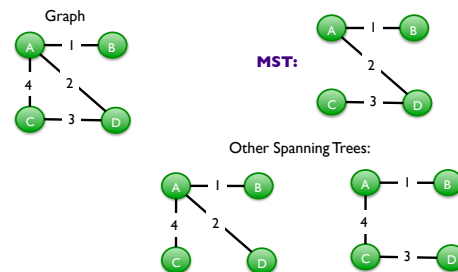 Graph
A 1 B
4 2
C 3 D
MST:
A 1 B
2
C 3 D
Other Spanning Trees:
A 1 B
4 2
C D
A 1 B
4
C 3 D